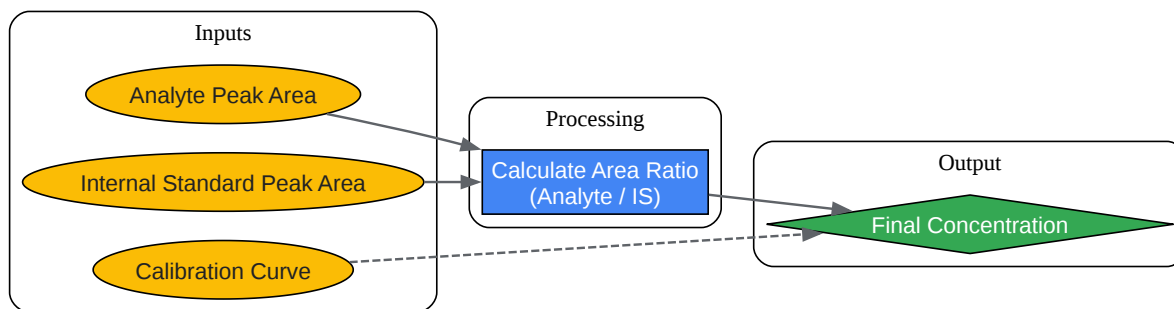 Inputs
Analyte Peak Area
Internal Standard Peak Area
Calibration Curve
Processing
Calculate Area Ratio
(Analyte / IS)
Output
Final Concentration